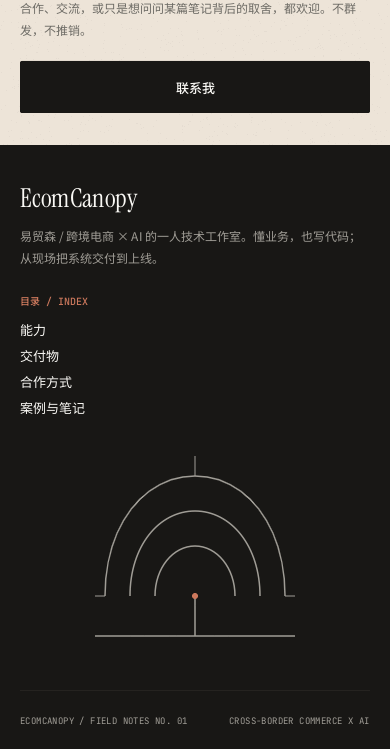 合作、交流，或只是想问问某篇笔记背后的取舍，都欢迎。不群
发，不推销。
联系我
EcomCanopy
易贸森 / 跨境电商 × AI 的一人技术工作室。懂业务，也写代码；
从现场把系统交付到上线。
目录 / INDEX
能力
交付物
合作方式
案例与笔记
ECOMCANOPY / FIELD NOTES NO. 01
CROSS-BORDER COMMERCE X AI